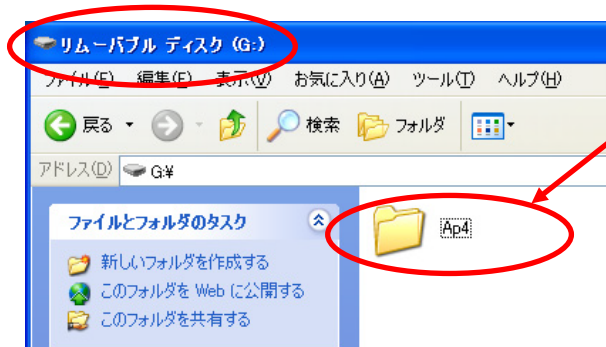 リムーバブル ディスク (G:)
ファイル(F) 編集(E) 表示(V) お気に入り(A) ツール(T) ヘルプ(H)
戻る 検索 フォルダ
アドレス(D) G:¥
ファイルとフォルダのタスク
新しいフォルダを作成する
このフォルダを Web に公開する
このフォルダを共有する
Ap4